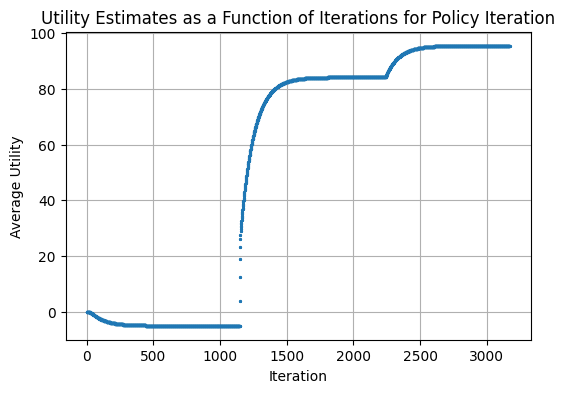 Utility Estimates as a Function of Iterations for Policy Iteration
100
80
60
40
20
0
Average Utility
0 500 1000 1500 2000 2500 3000
Iteration